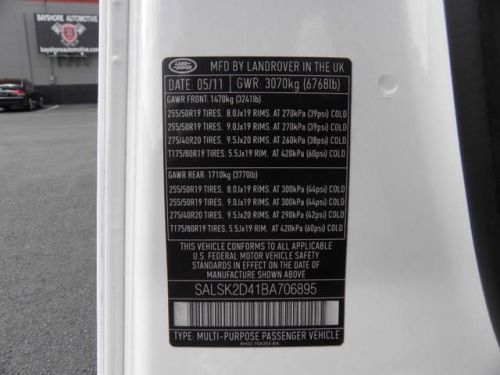 BAYSHORE AUTOMOTIVE
bayshoreautomotive.com
LAND ROVER
MFD BY LANDROVER IN THE UK
DATE: 05/11 GWR: 3070kg (6768lb)
GAWR FRONT: 1470kg (3241lb)
255/50R19 TIRES, 8.0Jx19 RIMS, AT 270kPa (39psi) COLD
255/50R19 TIRES, 9.0Jx19 RIMS, AT 270kPa (39psi) COLD
275/40R20 TIRES, 9.5Jx20 RIMS, AT 260kPa (38psi) COLD
T175/80R19 TIRES, 5.5Jx19 RIM, AT 420kPa (60psi) COLD
GAWR REAR: 1710kg (3770lb)
255/50R19 TIRES, 8.0Jx19 RIMS, AT 300kPa (44psi) COLD
255/50R19 TIRES, 9.0Jx19 RIMS, AT 300kPa (44psi) COLD
275/40R20 TIRES, 9.5Jx20 RIMS, AT 290kPa (42psi) COLD
T175/80R19 TIRES, 5.5Jx19 RIM, AT 420kPa (60psi) COLD
THIS VEHICLE CONFORMS TO ALL APPLICABLE
U.S. FEDERAL MOTOR VEHICLE SAFETY
STANDARDS IN EFFECT ON THE DATE OF
MANUFACTURE SHOWN ABOVE
SALSK2D41BA706895
TYPE: MULTI-PURPOSE PASSENGER VEHICLE